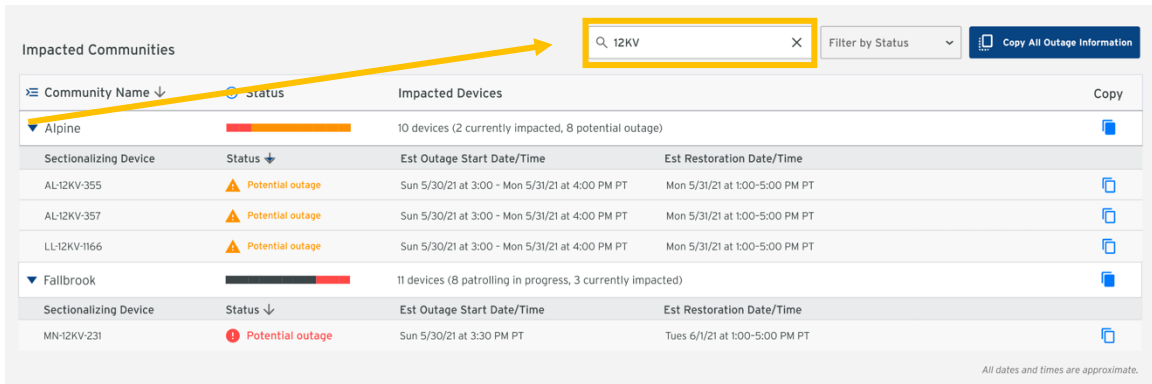 Impacted Communities
12KV
Filter by Status
Copy All Outage Information
Community Name Status Impacted Devices Copy
Alpine 10 devices (2 currently impacted, 8 potential outage)
Sectionalizing Device Status Est Outage Start Date/Time Est Restoration Date/Time
AL-12KV-355 Potential outage Sun 5/30/21 at 3:00 - Mon 5/31/21 at 4:00 PM PT Mon 5/31/21 at 1:00-5:00 PM PT
AL-12KV-357 Potential outage Sun 5/30/21 at 3:00 - Mon 5/31/21 at 4:00 PM PT Mon 5/31/21 at 1:00-5:00 PM PT
LL-12KV-1166 Potential outage Sun 5/30/21 at 3:00 - Mon 5/31/21 at 4:00 PM PT Mon 5/31/21 at 1:00-5:00 PM PT
Fallbrook 11 devices (8 patrolling in progress, 3 currently impacted)
Sectionalizing Device Status Est Outage Start Date/Time Est Restoration Date/Time
MN-12KV-231 Potential outage Sun 5/30/21 at 3:30 PM PT Tues 6/1/21 at 1:00-5:00 PM PT
All dates and times are approximate.